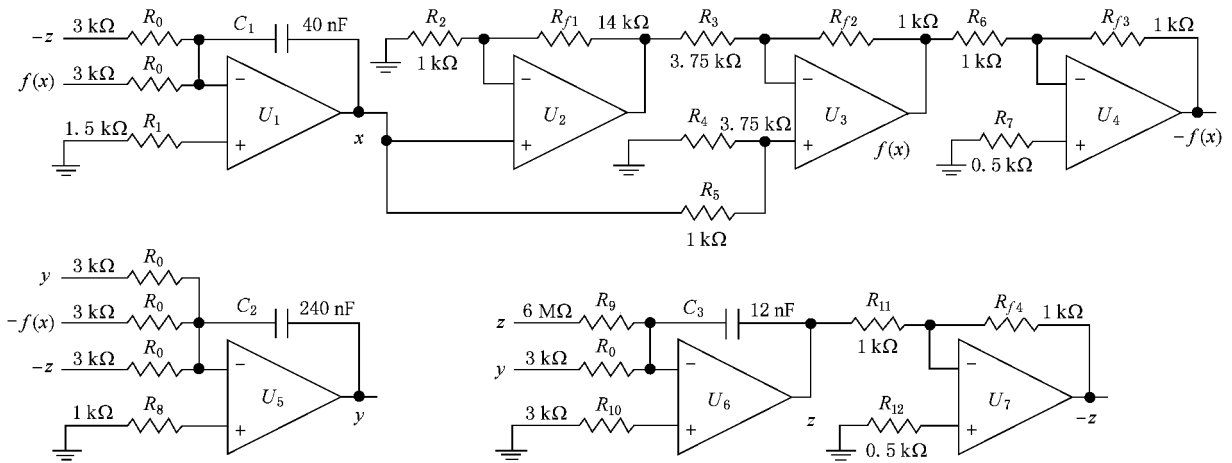 3 kΩ R0 C1 40 nF R2 Rf1 14 kΩ R3 Rf2 1 kΩ R6 Rf3 1 kΩ
-z
1 kΩ 3.75 kΩ 1 kΩ
f(x) 3 kΩ R0
− U1 +
− U2 +
− U3 +
− U4 +
1.5 kΩ R1
x
R4 3.75 kΩ
f(x)
R7
0.5 kΩ
-f(x)
R5
1 kΩ
y 3 kΩ R0
-f(x) 3 kΩ R0
C2 240 nF
-z 3 kΩ R0
− U5 +
1 kΩ R8
y
z 6 MΩ R9
C3 12 nF
y 3 kΩ R0
− U6 +
3 kΩ R10
z
R11
1 kΩ
Rf4 1 kΩ
− U7 +
R12
0.5 kΩ
-z